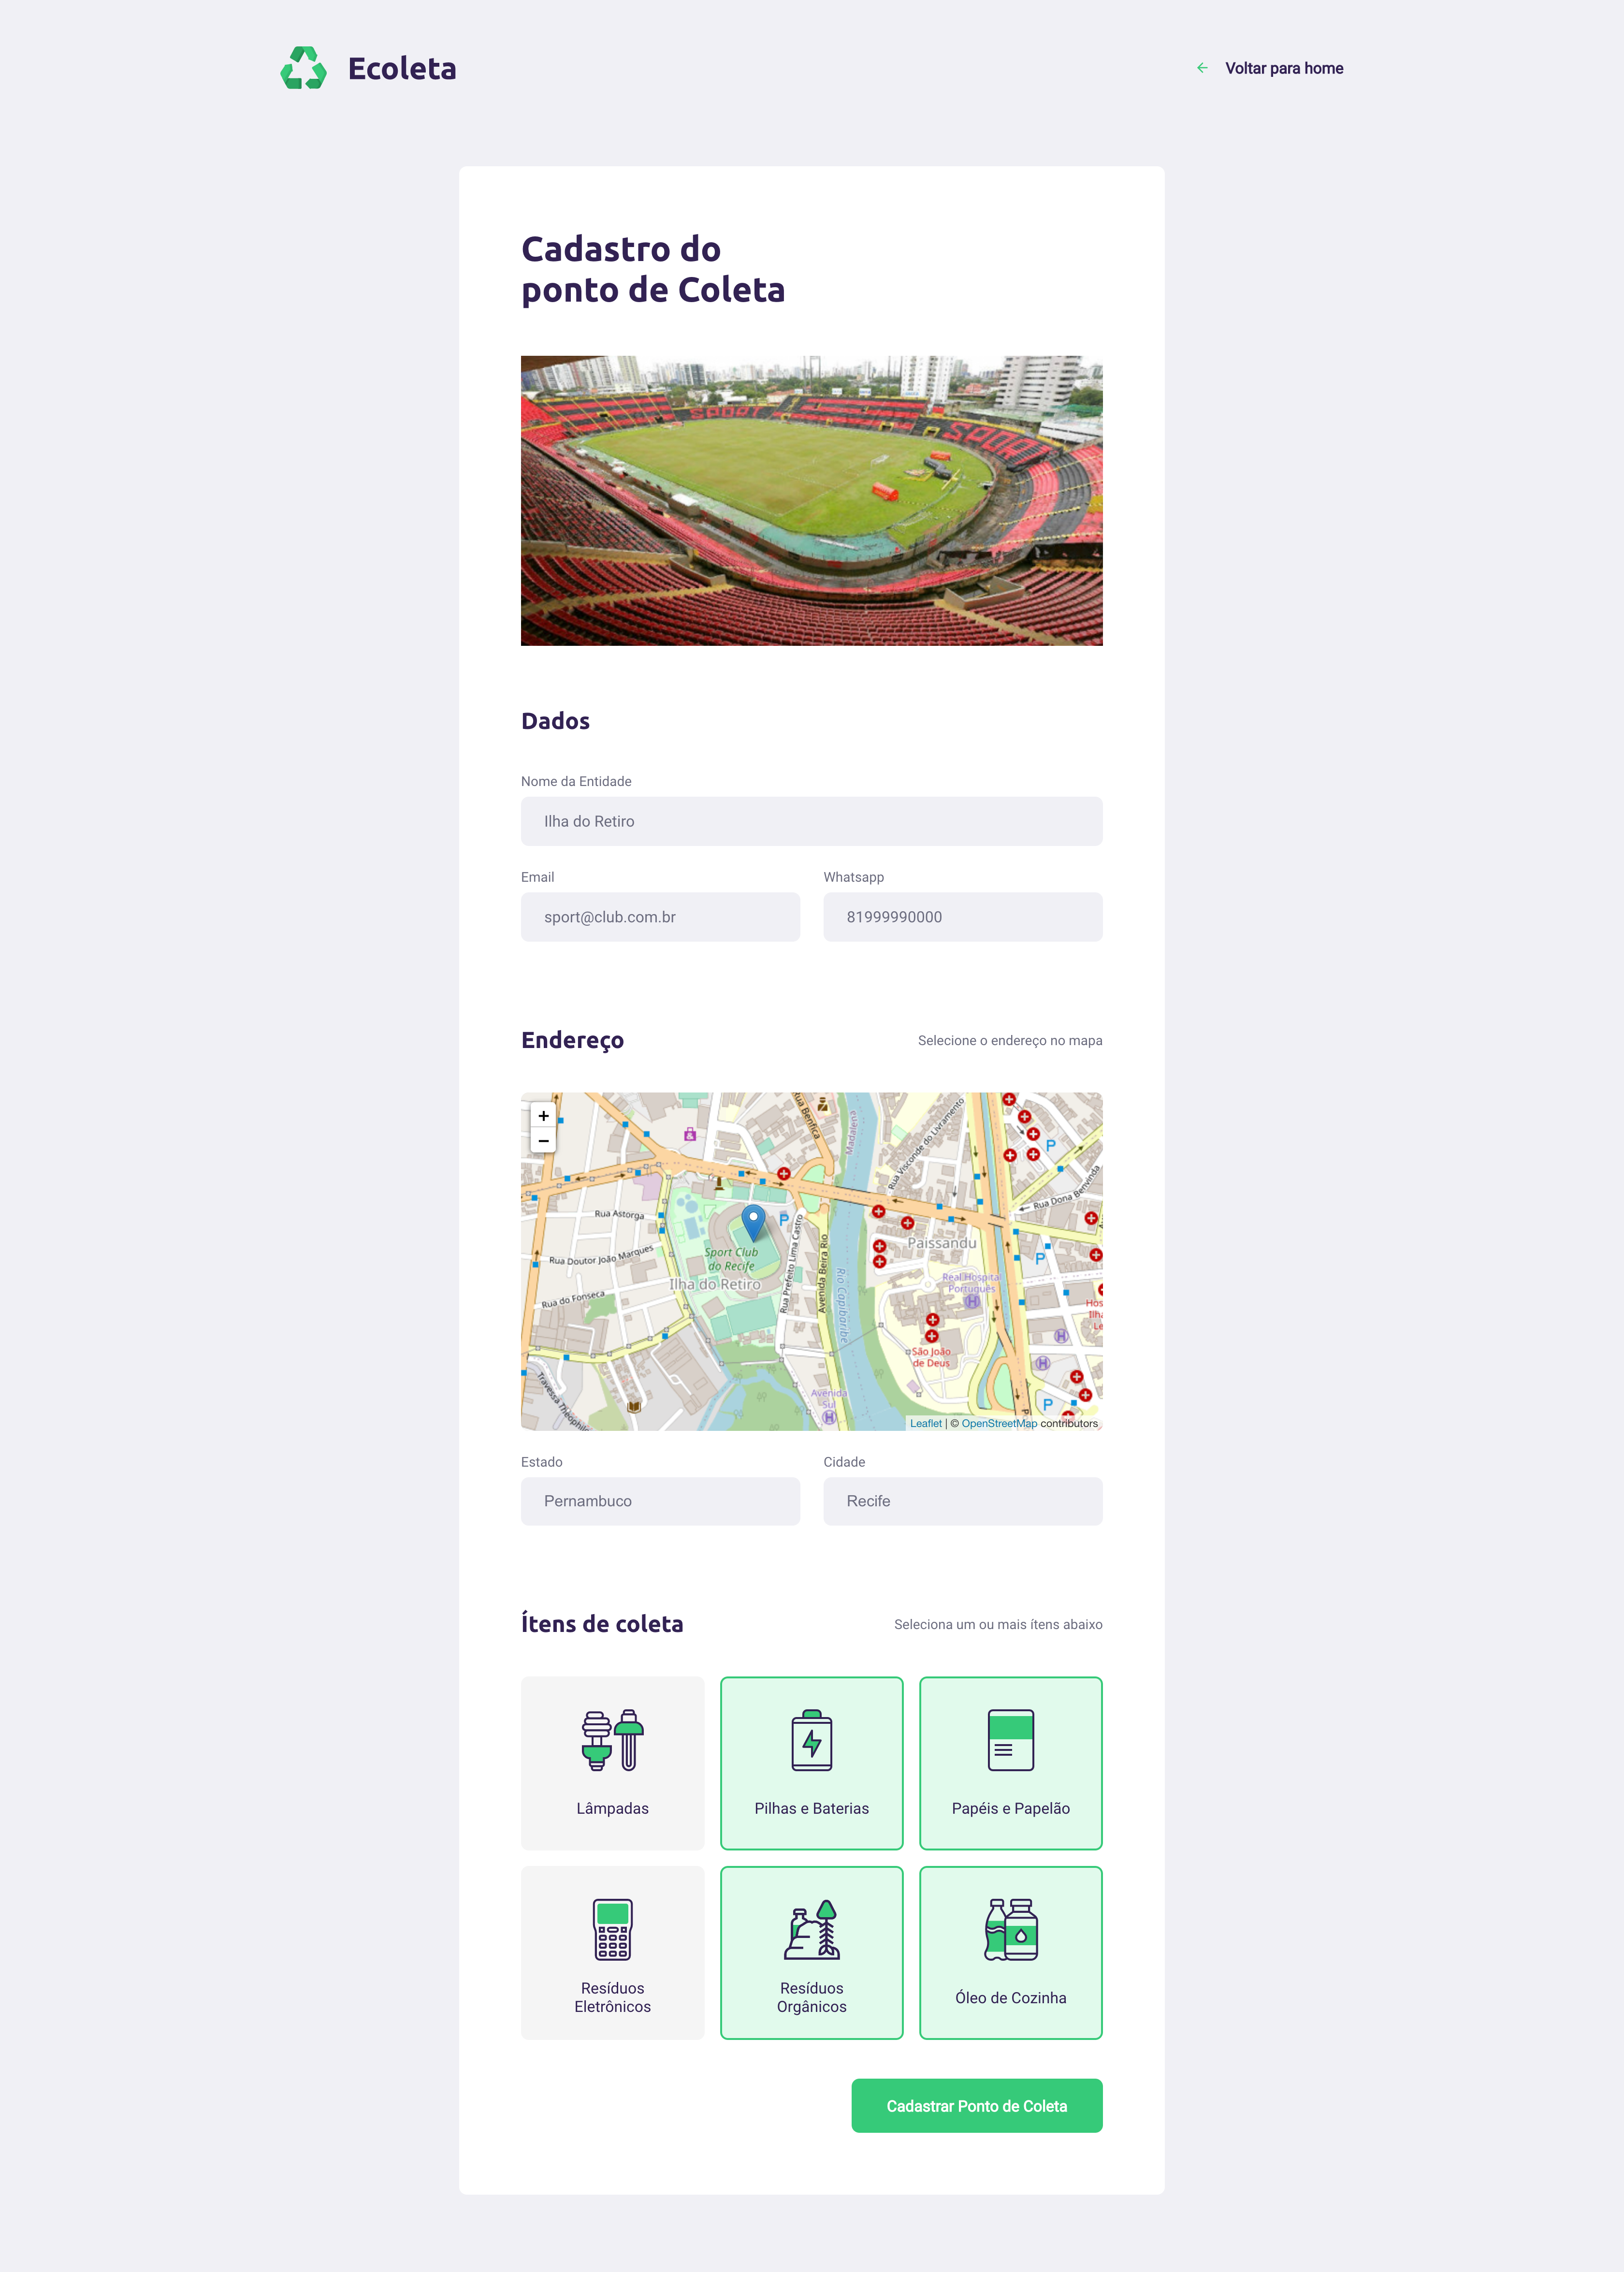 Ecoleta
Voltar para home
Cadastro do
ponto de Coleta
SPORT
SPORT
Dados
Nome da Entidade
Ilha do Retiro
Email
Whatsapp
sport@club.com.br
81999990000
Endereço
Selecione o endereço no mapa
+
−
Rua Benfica
Madalena
Rua Visconde do Livramento
P
Rua Dona Benvinda
Rua Astorga
P
Paissandu
Rua Doutor João Marques
Sport Club
do Recife
P
Ilha do Retiro
Rua Prefeito Lima Castro
Avenida Beira Rio
Rio Capibaribe
Real Hospital
Português
H
Rua do Fonseca
Hos
Ilha
Le
H
São João
de Deus
H
Avenida
Sul
H
P
Leaflet | © OpenStreetMap contributors
Estado
Cidade
Pernambuco
Recife
Ítens de coleta
Seleciona um ou mais ítens abaixo
Lâmpadas
Pilhas e Baterias
Papéis e Papelão
Resíduos
Eletrônicos
Resíduos
Orgânicos
Óleo de Cozinha
Cadastrar Ponto de Coleta